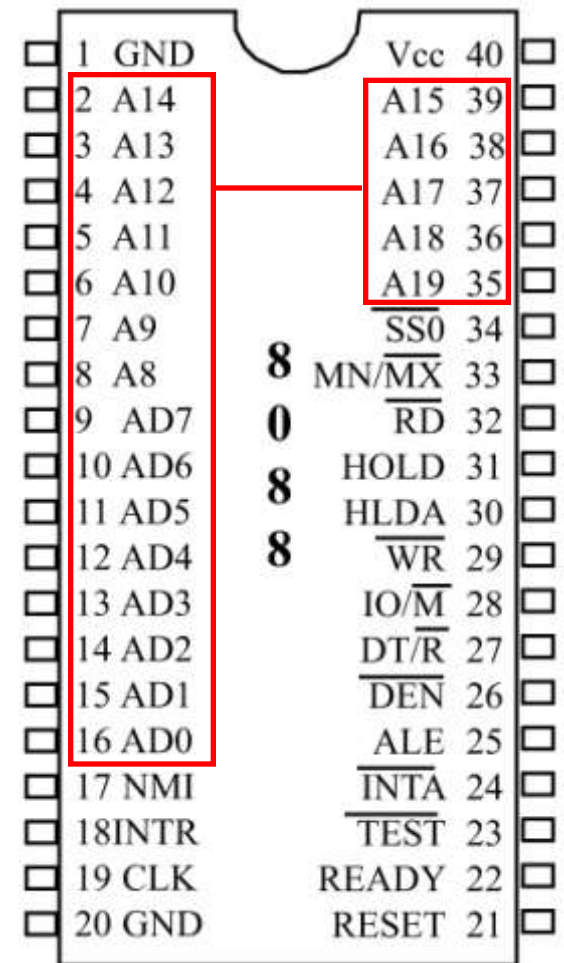 1 GND Vcc 40
2 A14 A15 39
3 A13 A16 38
4 A12 A17 37
5 A11 A18 36
6 A10 A19 35
7 A9 SS0 34
8 A8 MN/MX 33
9 AD7 RD 32
10 AD6 HOLD 31
11 AD5 HLDA 30
12 AD4 WR 29
13 AD3 IO/M 28
14 AD2 DT/R 27
15 AD1 DEN 26
16 AD0 ALE 25
17 NMI INTA 24
18INTR TEST 23
19 CLK READY 22
20 GND RESET 21
8
0
8
8